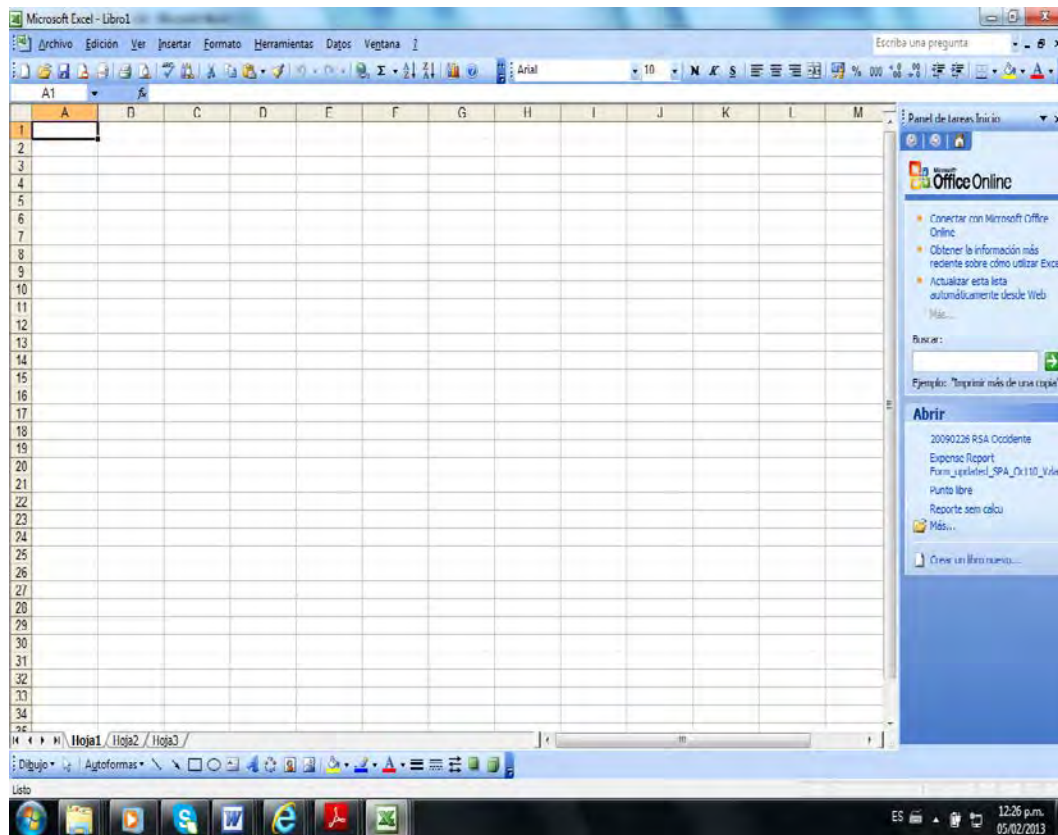 Microsoft Excel - Libro1
Archivo Edición Ver Insertar Formato Herramientas Datos Ventana ? Escriba una pregunta
Arial 10 N K S % 000
A1 fx
A B C D E F G H I J K L M
1
2
3
4
5
6
7
8
9
10
11
12
13
14
15
16
17
18
19
20
21
22
23
24
25
26
27
28
29
30
31
32
33
34
35
Panel de tareas Inicio
Microsoft
Office Online
Conectar con Microsoft Office
Online
Obtener la información más
reciente sobre cómo utilizar Exce
Actualizar esta lista
automáticamente desde Web
Más...
Buscar:
Ejemplo: "Imprimir más de una copia"
Abrir
20090226 RSA Occidente
Expense Report
Form_updated_SPA_Oct10_
Punto libre
Reporte sem calcu
Más...
Crear un libro nuevo...
Hoja1 Hoja2 Hoja3
Dibujo Autoformas
Listo
ES 12:26 p.m.
05/02/2013